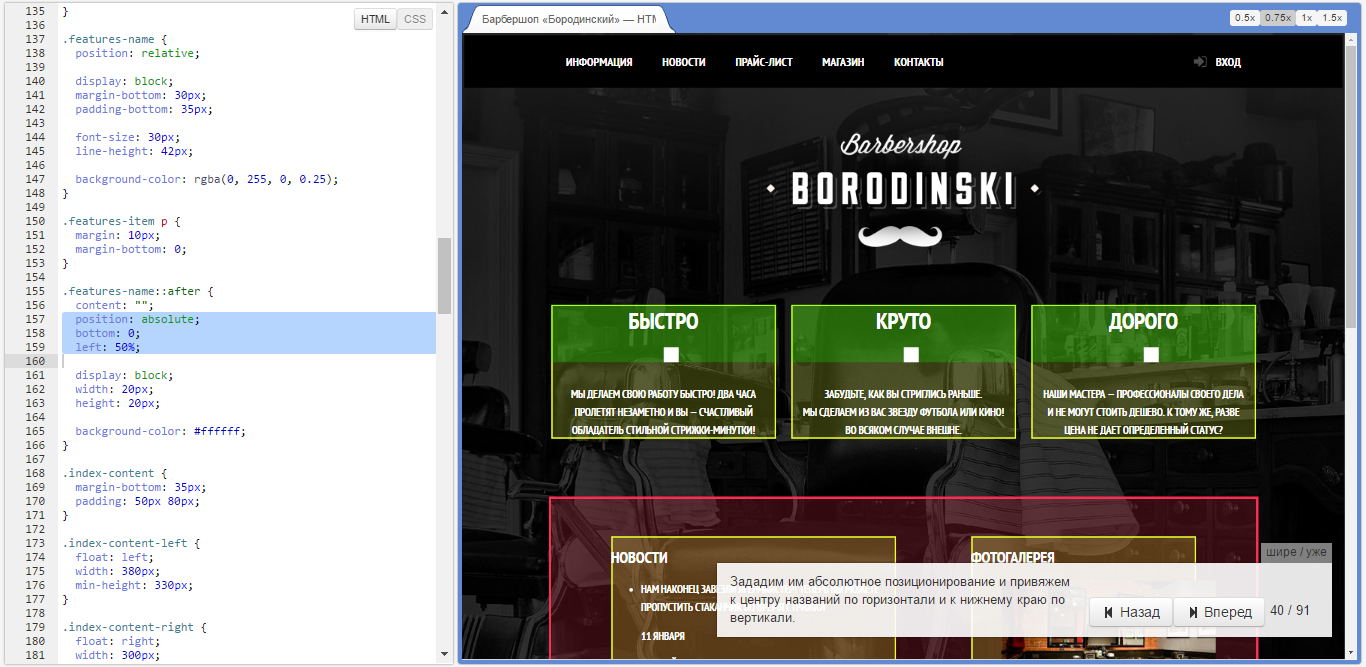 135 }
136
137 .features-name {
138 position: relative;
139
140 display: block;
141 margin-bottom: 30px;
142 padding-bottom: 35px;
143
144 font-size: 30px;
145 line-height: 42px;
146
147 background-color: rgba(0, 255, 0, 0.25);
148 }
149
150 .features-item p {
151 margin: 10px;
152 margin-bottom: 0;
153 }
154
155 .features-name::after {
156 content: "";
157 position: absolute;
158 bottom: 0;
159 left: 50%;
160
161 display: block;
162 width: 20px;
163 height: 20px;
164
165 background-color: #ffffff;
166 }
167
168 .index-content {
169 margin-bottom: 35px;
170 padding: 50px 80px;
171 }
172
173 .index-content-left {
174 float: left;
175 width: 380px;
176 min-height: 330px;
177 }
178
179 .index-content-right {
180 float: right;
181 width: 300px;
HTML CSS
Барбершоп «Бородинский» — HTM
0.5x 0.75x 1x 1.5x
ИНФОРМАЦИЯ НОВОСТИ ПРАЙС-ЛИСТ МАГАЗИН КОНТАКТЫ ВХОД
Barbershop
BORODINSKI
БЫСТРО
МЫ ДЕЛАЕМ СВОЮ РАБОТУ БЫСТРО! ДВА ЧАСА
ПРОЛЕТЯТ НЕЗАМЕТНО И ВЫ — СЧАСТЛИВЫЙ
ОБЛАДАТЕЛЬ СТИЛЬНОЙ СТРИЖКИ-МИНУТКИ!
КРУТО
ЗАБУДЬТЕ, КАК ВЫ СТРИГЛИСЬ РАНЬШЕ.
МЫ СДЕЛАЕМ ИЗ ВАС ЗВЕЗДУ ФУТБОЛА ИЛИ КИНО!
ВО ВСЯКОМ СЛУЧАЕ ВНЕШНЕ.
ДОРОГО
НАШИ МАСТЕРА — ПРОФЕССИОНАЛЫ СВОЕГО ДЕЛА
И НЕ МОГУТ СТОИТЬ ДЕШЕВО. К ТОМУ ЖЕ, РАЗВЕ
ЦЕНА НЕ ДАЕТ ОПРЕДЕЛЕННЫЙ СТАТУС?
НОВОСТИ
НАМ НАКОНЕЦ
ПРОПУСТИТЬ
11 ЯНВАРЯ
ФОТОГАЛЕРЕЯ
шире / уже
Зададим им абсолютное позиционирование и привяжем
к центру названий по горизонтали и к нижнему краю по
вертикали.
Назад Вперед 40 / 91